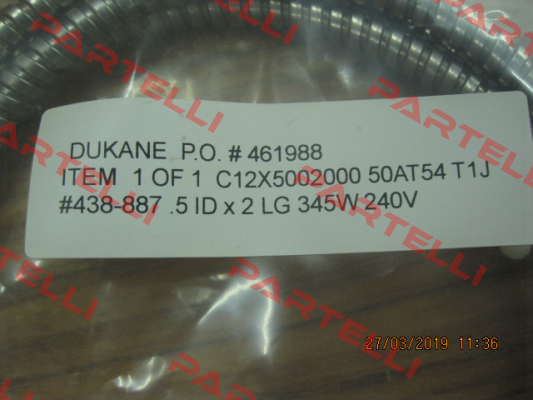 DUKANE P.O. # 461988
ITEM 1 OF 1 C12X5002000 50AT54 T1J
#438-887 .5 ID x 2 LG 345W 240V
27/03/2019 11:36
PARTELLI
PARTELLI
PARTELLI
PARTELLI
PARTELLI